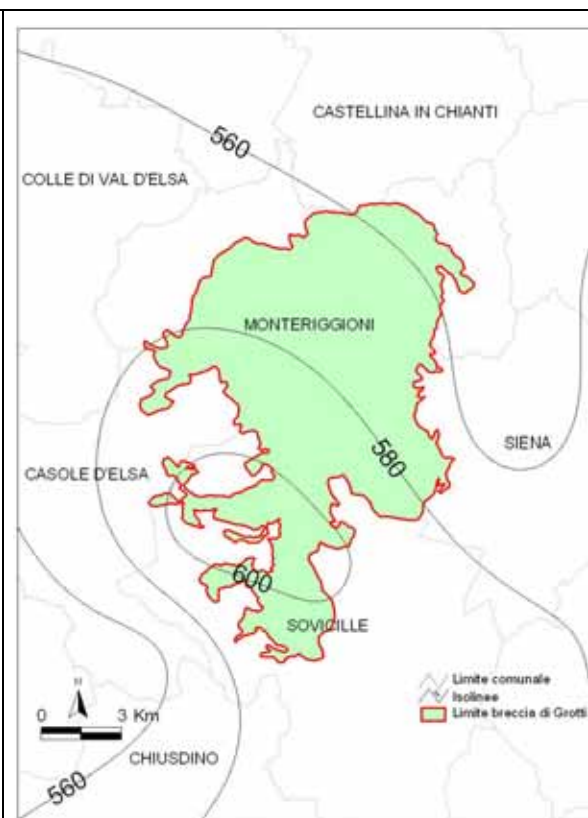 CASTELLINA IN CHIANTI
560
COLLE DI VAL D'ELSA
MONTERIGGIONI
SIENA
580
CASOLE D'ELSA
600
SOVICILLE
N
Limite comunale
Isolinee
Limite breccia di Grotti
0 3 Km
CHIUSDINO
560